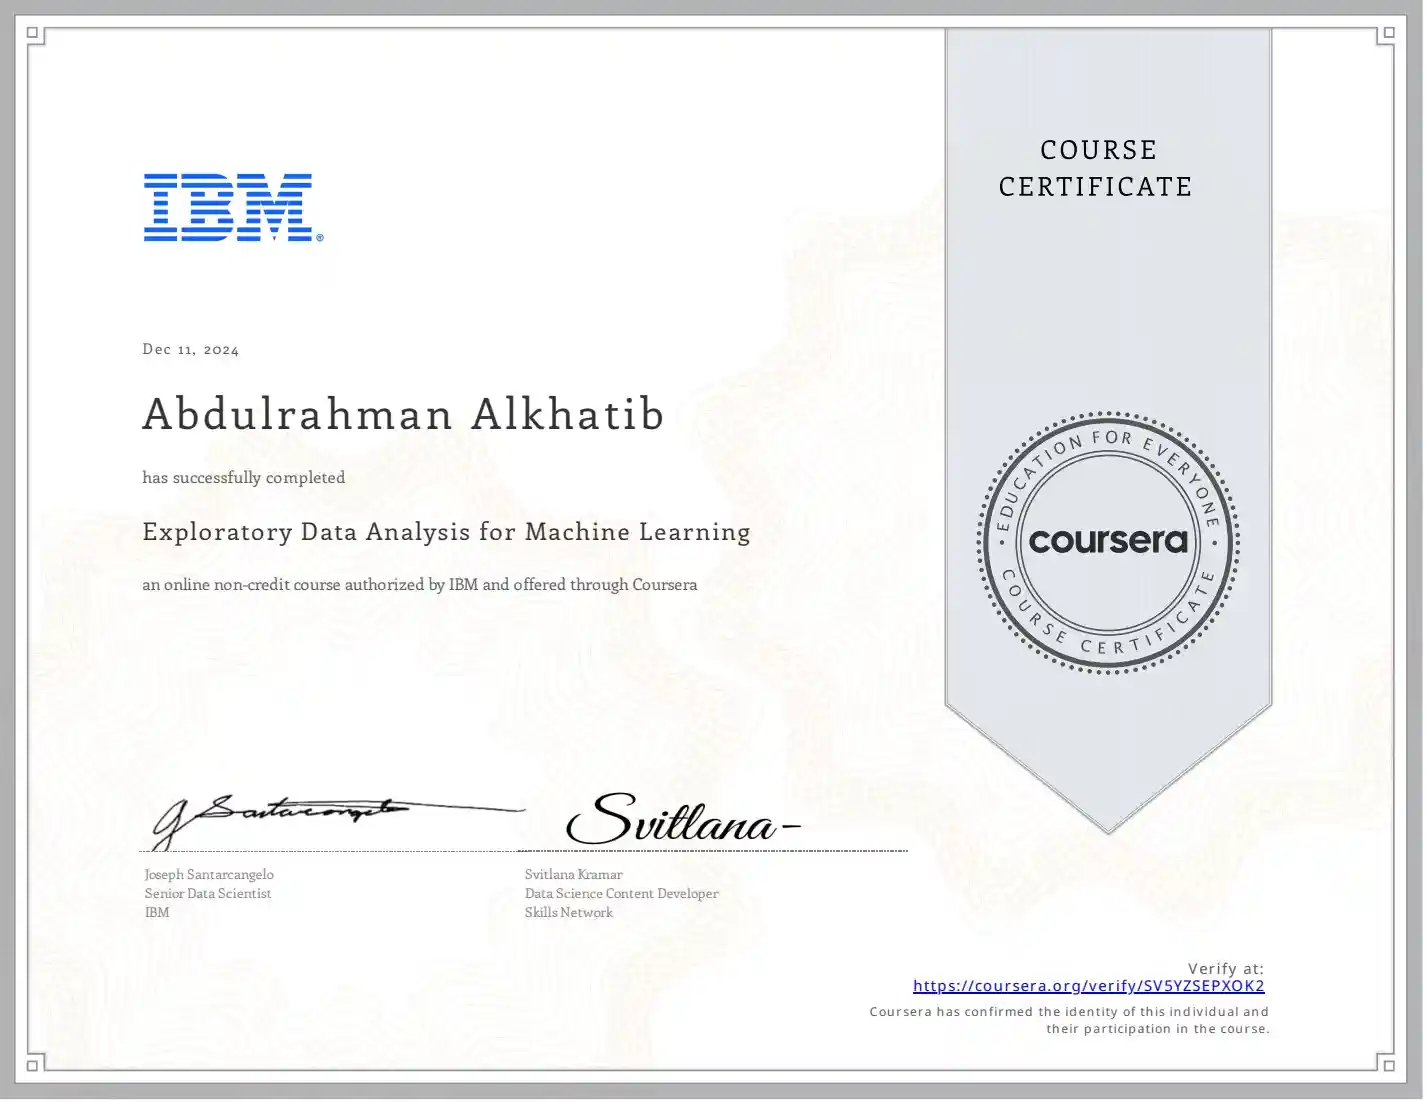 COURSE
CERTIFICATE
IBM®
Dec 11, 2024
Abdulrahman Alkhatib
has successfully completed
Exploratory Data Analysis for Machine Learning
an online non-credit course authorized by IBM and offered through Coursera
EDUCATION FOR EVERYONE
coursera
COURSE CERTIFICATE
J Santarcangelo
Svitlana
Joseph Santarcangelo
Senior Data Scientist
IBM
Svitlana Kramar
Data Science Content Developer
Skills Network
Verify at:
https://coursera.org/verify/SV5YZSEPXOK2
Coursera has confirmed the identity of this individual and
their participation in the course.